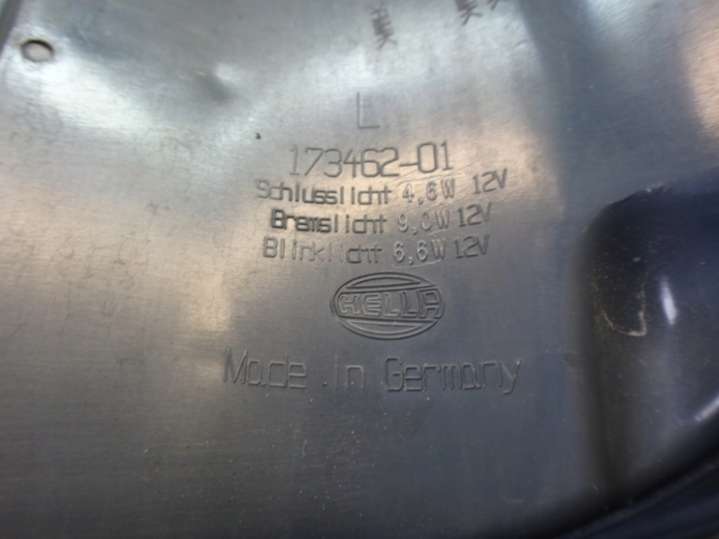 L
173462-01
Schlusslicht 4,6W 12V
Bremslicht 9,0W 12V
Blinklicht 6,6W 12V
HELLA
Made in Germany